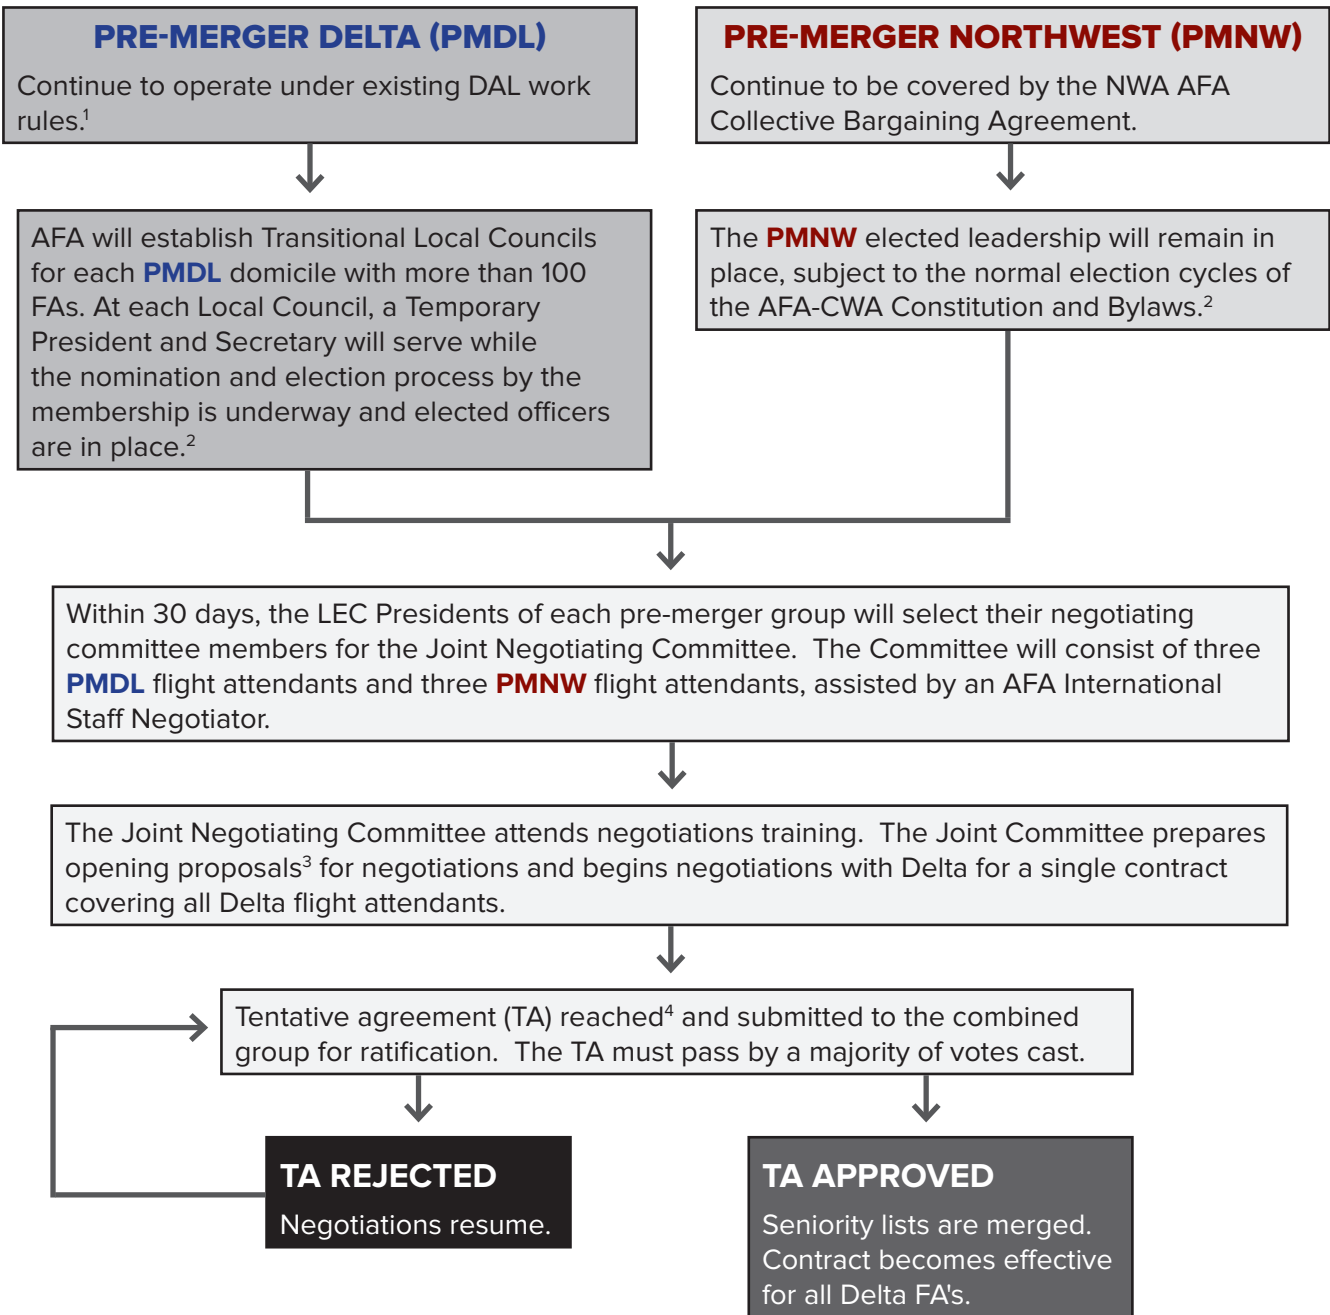 PRE-MERGER DELTA (PMDL)
Continue to operate under existing DAL work
rules.1
PRE-MERGER NORTHWEST (PMNW)
Continue to be covered by the NWA AFA
Collective Bargaining Agreement.
AFA will establish Transitional Local Councils
for each PMDL domicile with more than 100
FAs. At each Local Council, a Temporary
President and Secretary will serve while
the nomination and election process by the
membership is underway and elected officers
are in place.2
The PMNW elected leadership will remain in
place, subject to the normal election cycles of
the AFA-CWA Constitution and Bylaws.2
Within 30 days, the LEC Presidents of each pre-merger group will select their negotiating
committee members for the Joint Negotiating Committee.  The Committee will consist of three
PMDL flight attendants and three PMNW flight attendants, assisted by an AFA International
Staff Negotiator.
The Joint Negotiating Committee attends negotiations training.  The Joint Committee prepares
opening proposals3 for negotiations and begins negotiations with Delta for a single contract
covering all Delta flight attendants.
Tentative agreement (TA) reached4 and submitted to the combined
group for ratification.  The TA must pass by a majority of votes cast.
TA REJECTED
Negotiations resume.
TA APPROVED
Seniority lists are merged.
Contract becomes effective
for all Delta FA's.